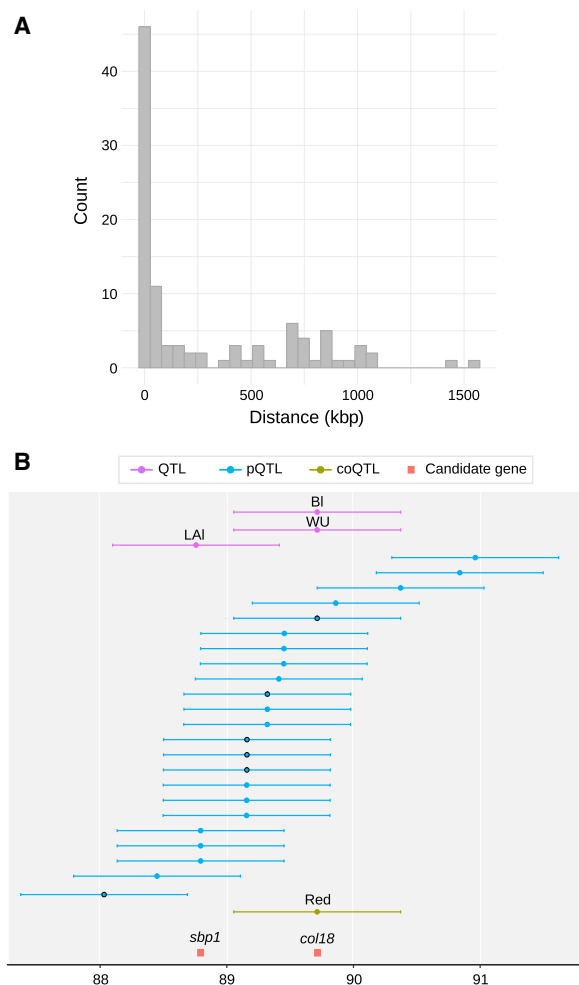 A
Count
40
30
20
10
0
0 500 1000 1500
Distance (kbp)
B
QTL pQTL coQTL Candidate gene
Bl
WU
LAl
Red
sbp1 col18
88 89 90 91